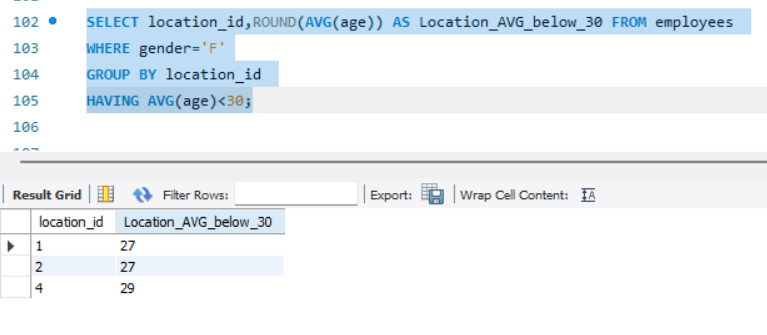 102 SELECT location_id,ROUND(AVG(age)) AS Location_AVG_below_30 FROM employees
103 WHERE gender='F'
104 GROUP BY location_id
105 HAVING AVG(age)<30;
106
Result Grid Filter Rows: Export: Wrap Cell Content: IA
location_id Location_AVG_below_30
1 27
2 27
4 29